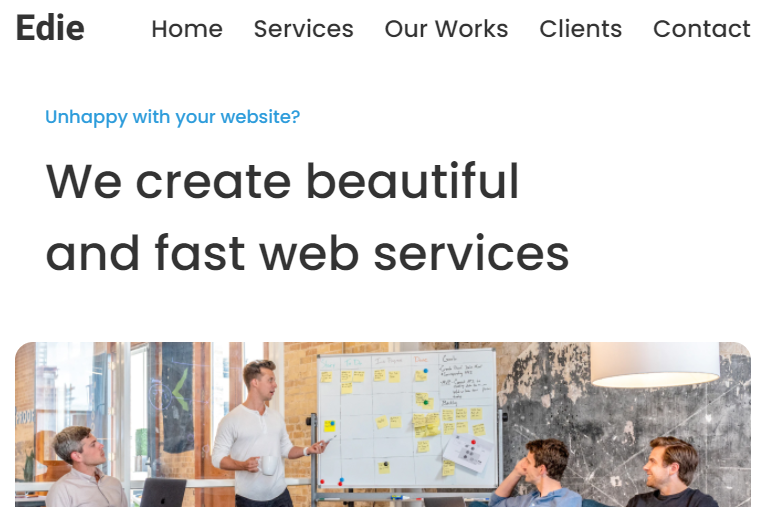 Edie
Home Services Our Works Clients Contact
Unhappy with your website?
We create beautiful
and fast web services